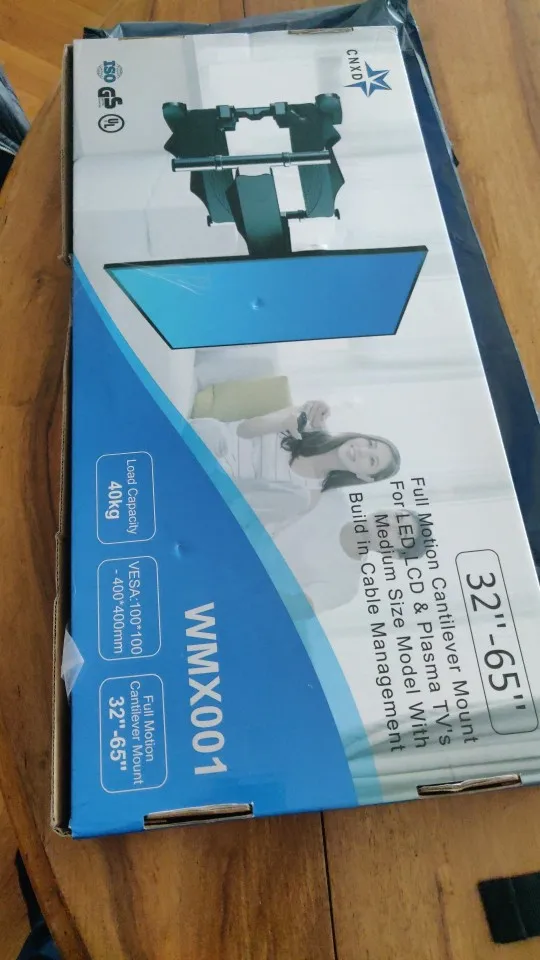 CNXD
ISO
GS
UL
32"-65"
Full Motion Cantilever Mount
For LED,LCD & Plasma TV's
Medium Size Model With
Build in Cable Management
WMX001
Load Capacity
40kg
VESA:100*100
- 400*400mm
Full Motion
Cantilever Mount
32"-65"